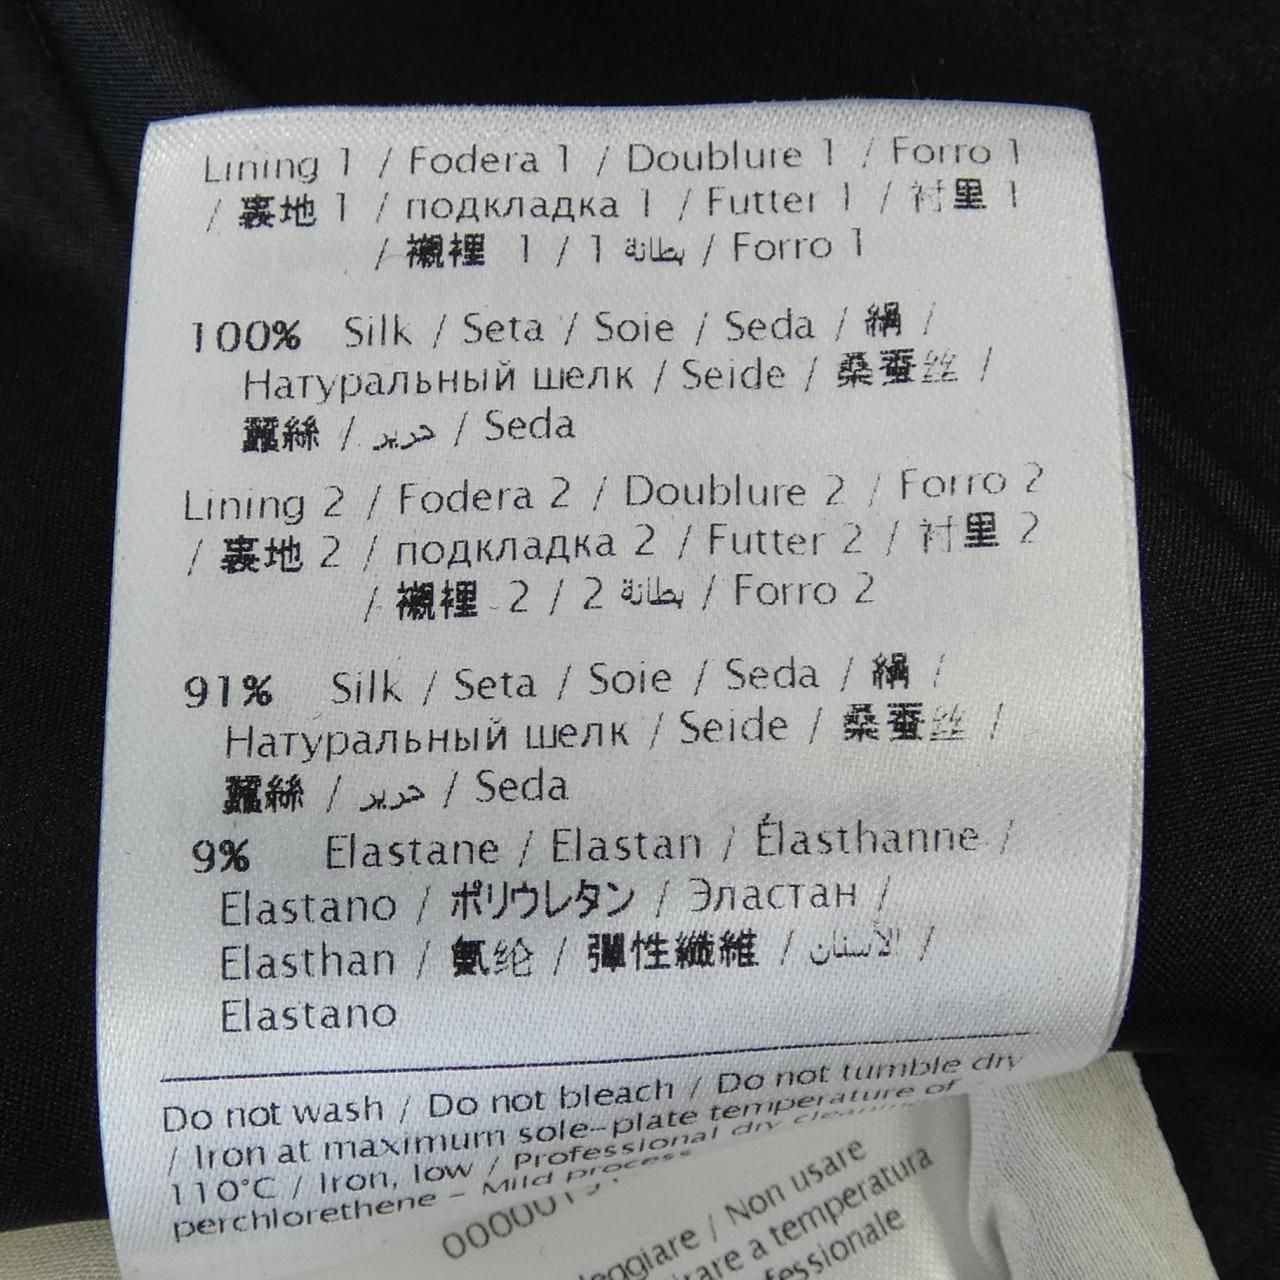 Lining 1 / Fodera 1 / Doublure 1 / Forro 1
/ 裏地 1 / подкладка 1 / Futter 1 / 衬里 1
/ 襯裡 1 / 1 بطانة / Forro 1
100% Silk / Seta / Soie / Seda / 絹 /
Натуральный шелк / Seide / 桑蚕丝 /
蠶絲 / حرير / Seda
Lining 2 / Fodera 2 / Doublure 2 / Forro 2
/ 裏地 2 / подкладка 2 / Futter 2 / 衬里 2
/ 襯裡 2 / 2 بطانة / Forro 2
91% Silk / Seta / Soie / Seda / 絹 /
Натуральный шелк / Seide / 桑蚕丝 /
蠶絲 / حرير / Seda
9% Elastane / Elastan / Élasthanne /
Elastano / ポリウレタン / Эластан /
Elasthan / 氨纶 / 彈性纖維 / الاستان /
Elastano
Do not wash / Do not bleach / Do not tumble dry
/ Iron at maximum sole-plate temperature of
110°C / Iron, low / Professional dry cleaning
perchlorethene - Mild process
/ Non usare
a temperatura